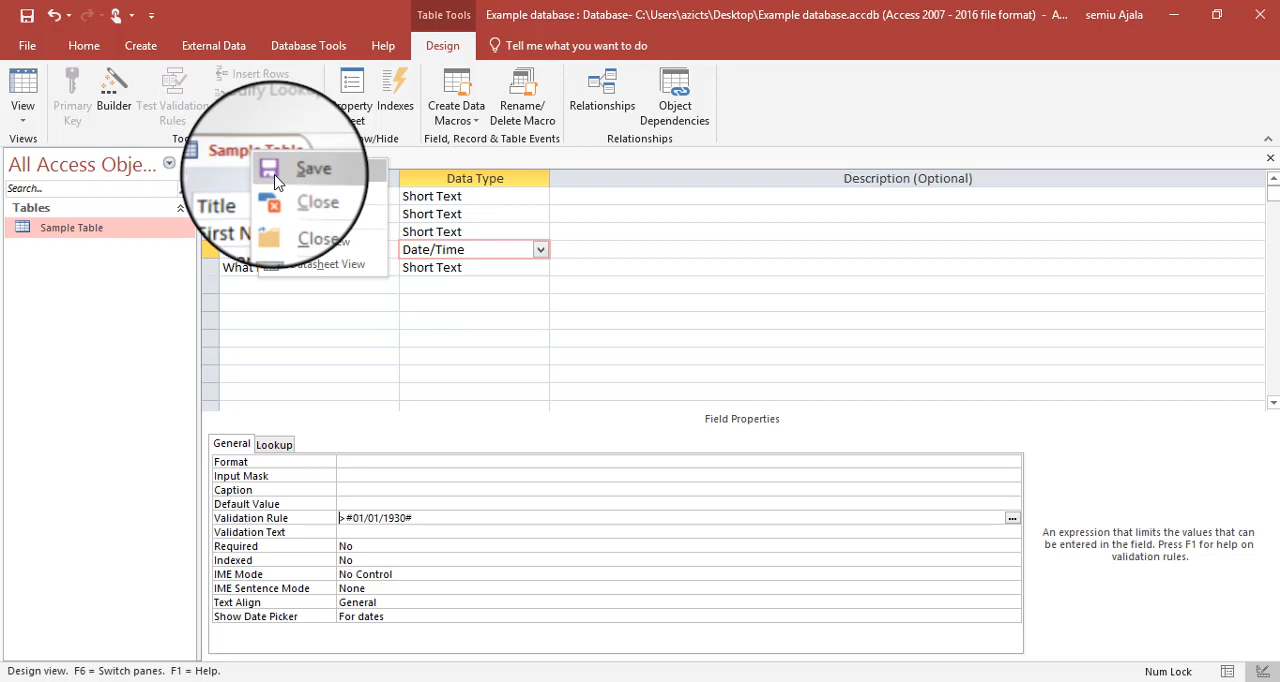 Table Tools
Example database : Database- C:\Users\azicts\Desktop\Example database.accdb (Access 2007 - 2016 file format) - A...
semiu Ajala
File
Home
Create
External Data
Database Tools
Help
Design
Tell me what you want to do
View
Primary Key
Builder
Test Validation Rules
Insert Rows
Indexes
Create Data Macros
Rename/ Delete Macro
Relationships
Object Dependencies
Views
Field, Record & Table Events
Relationships
All Access Obje...
Search...
Tables
Sample Table
Sample Table
Save
Close
Close
Datasheet View
Title
First N
What
Data Type
Description (Optional)
Short Text
Short Text
Short Text
Date/Time
Short Text
Field Properties
General
Lookup
Format
Input Mask
Caption
Default Value
Validation Rule
> #01/01/1930#
Validation Text
Required
No
Indexed
No
IME Mode
No Control
IME Sentence Mode
None
Text Align
General
Show Date Picker
For dates
An expression that limits the values that can
be entered in the field. Press F1 for help on
validation rules.
Design view. F6 = Switch panes. F1 = Help.
Num Lock